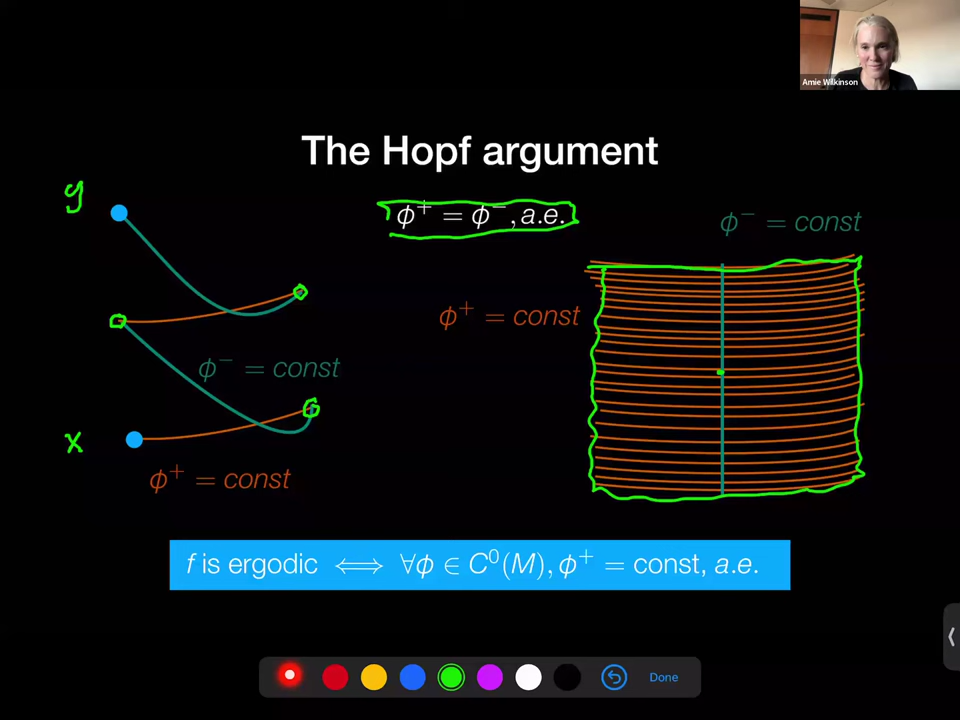 Amie Wilkinson
The Hopf argument
y
ϕ⁺ = ϕ⁻, a.e.
ϕ⁻ = const
ϕ⁺ = const
ϕ⁻ = const
x
ϕ⁺ = const
f is ergodic ⟺ ∀ϕ ∈ C⁰(M), ϕ⁺ = const, a.e.
Done